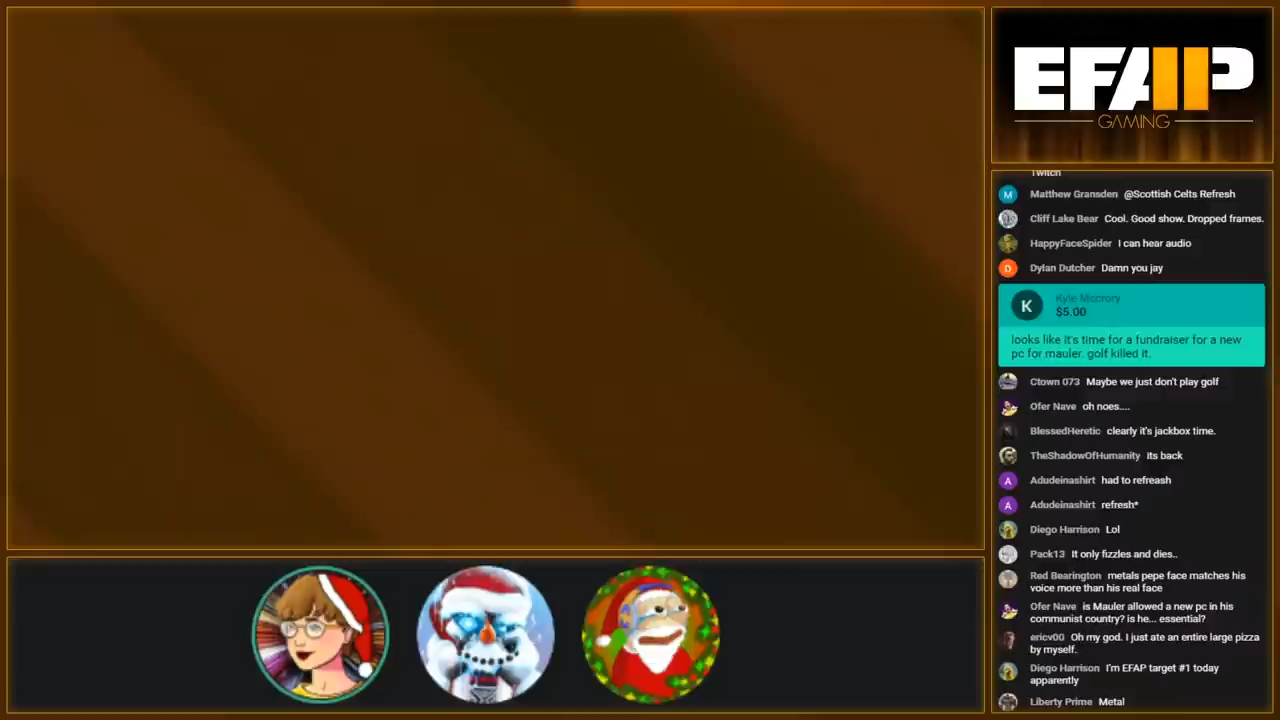 EFAP
GAMING
Twitch
M Matthew Gransden @Scottish Celts Refresh
Cliff Lake Bear Cool. Good show. Dropped frames.
HappyFaceSpider I can hear audio
D Dylan Dutcher Damn you jay
K Kyle Mccrory
$5.00
looks like it's time for a fundraiser for a new
pc for mauler. golf killed it.
Ctown 073 Maybe we just don't play golf
Ofer Nave oh noes....
BlessedHeretic clearly it's jackbox time.
TheShadowOfHumanity its back
A Adudeinashirt had to refreash
A Adudeinashirt refresh*
Diego Harrison Lol
Pack13 It only fizzles and dies..
Red Bearington metals pepe face matches his
voice more than his real face
Ofer Nave is Mauler allowed a new pc in his
communist country? is he... essential?
ericv00 Oh my god. I just ate an entire large pizza
by myself.
Diego Harrison I'm EFAP target #1 today
apparently
Liberty Prime Metal